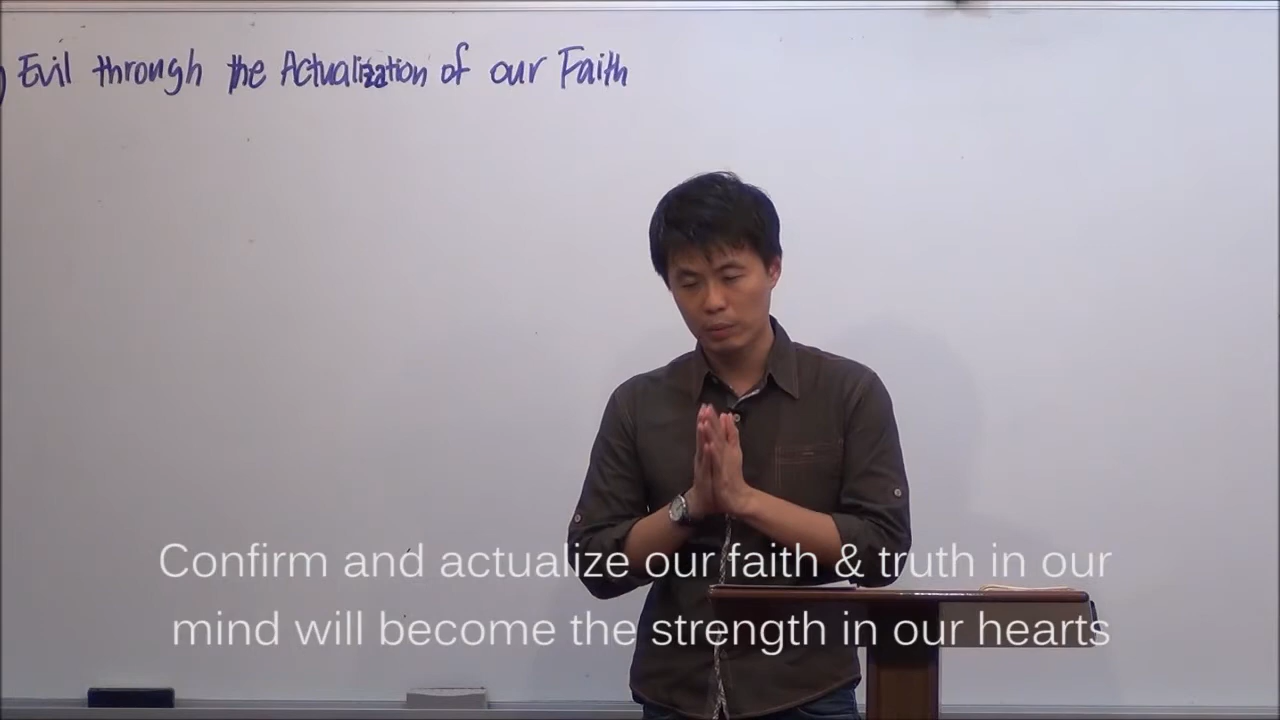 Evil through the Actualization of our Faith
Confirm and actualize our faith & truth in our
mind will become the strength in our hearts